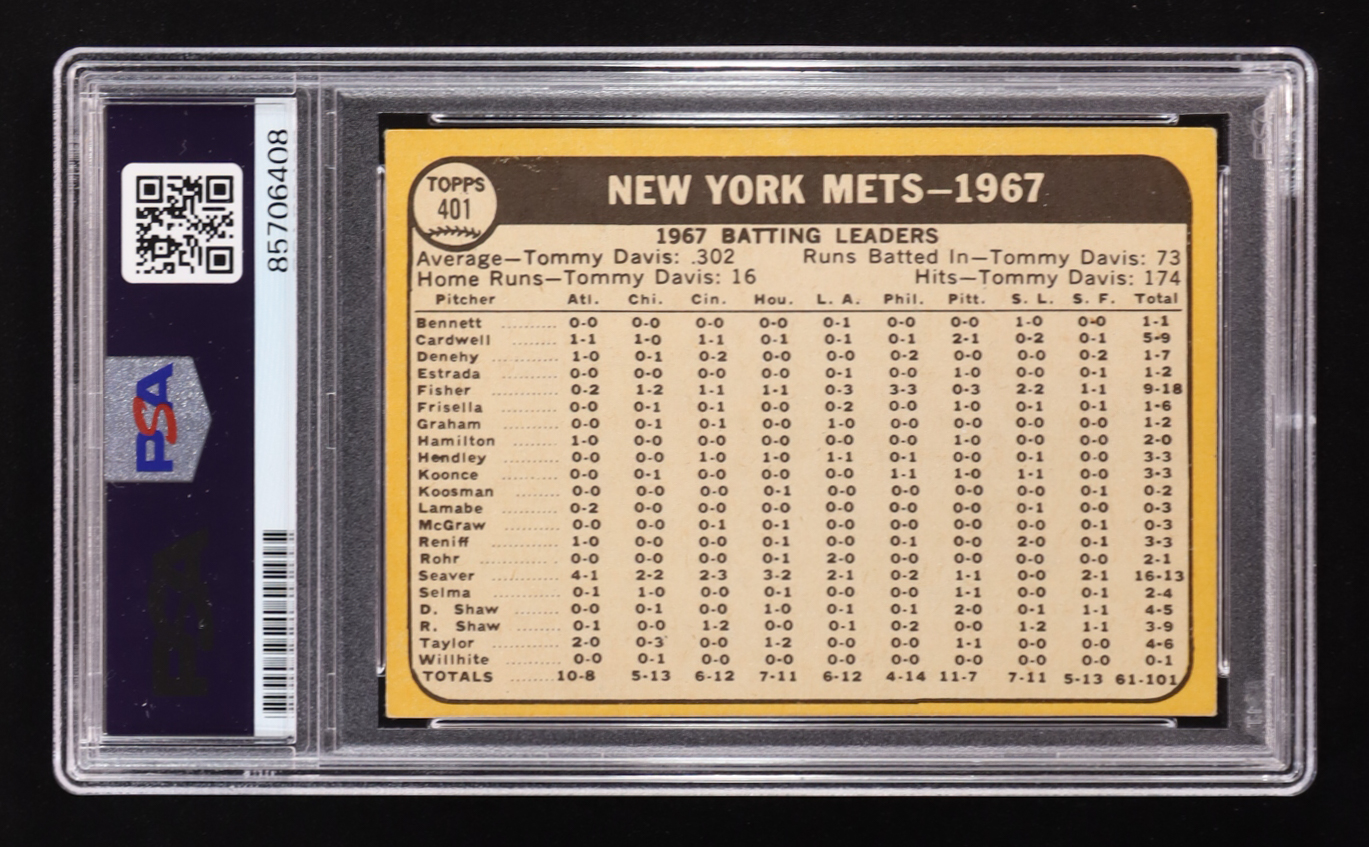 PSA
85706408
TOPPS
401
NEW YORK METS—1967
1967 BATTING LEADERS
Average—Tommy Davis: .302 Runs Batted In—Tommy Davis: 73
Home Runs—Tommy Davis: 16 Hits—Tommy Davis: 174
Pitcher Atl. Chi. Cin. Hou. L. A. Phil. Pitt. S. L. S. F. Total
Bennett .......... 0-0 0-0 0-0 0-0 0-1 0-0 0-0 1-0 0-0 1-1
Cardwell .......... 1-1 1-0 1-1 0-1 0-1 0-1 2-1 0-2 0-1 5-9
Denehy .......... 1-0 0-1 0-2 0-0 0-0 0-2 0-0 0-0 0-2 1-7
Estrada .......... 0-0 0-0 0-0 0-0 0-1 0-0 1-0 0-0 0-1 1-2
Fisher .......... 0-2 1-2 1-1 1-1 0-3 3-3 0-3 2-2 1-1 9-18
Frisella .......... 0-0 0-1 0-1 0-0 0-2 0-0 1-0 0-1 0-1 1-6
Graham .......... 0-0 0-1 0-1 0-0 1-0 0-0 0-0 0-0 0-0 1-2
Hamilton .......... 1-0 0-0 0-0 0-0 0-0 0-0 1-0 0-0 0-0 2-0
Hendley .......... 0-0 0-0 1-0 1-0 1-1 0-1 0-0 0-1 0-0 3-3
Koonce .......... 0-0 0-1 0-0 0-0 0-0 1-1 1-0 1-1 0-0 3-3
Koosman .......... 0-0 0-0 0-0 0-1 0-0 0-0 0-0 0-0 0-1 0-2
Lamabe .......... 0-2 0-0 0-0 0-0 0-0 0-0 0-0 0-1 0-0 0-3
McGraw .......... 0-0 0-0 0-1 0-1 0-0 0-0 0-0 0-0 0-1 0-3
Reniff .......... 1-0 0-0 0-0 0-1 0-0 0-1 0-0 2-0 0-1 3-3
Rohr .......... 0-0 0-0 0-0 0-1 2-0 0-0 0-0 0-0 0-0 2-1
Seaver .......... 4-1 2-2 2-3 3-2 2-1 0-2 1-1 0-0 2-1 16-13
Selma .......... 0-1 1-0 0-0 0-1 0-0 0-0 1-1 0-0 0-1 2-4
D. Shaw .......... 0-0 0-1 0-0 1-0 0-1 0-1 2-0 0-1 1-1 4-5
R. Shaw .......... 0-1 0-0 1-2 0-0 0-1 0-2 0-0 1-2 1-1 3-9
Taylor .......... 2-0 0-3 0-0 1-2 0-0 0-0 1-1 0-0 0-0 4-6
Willhite .......... 0-0 0-1 0-0 0-0 0-0 0-0 0-0 0-0 0-0 0-1
TOTALS .......... 10-8 5-13 6-12 7-11 6-12 4-14 11-7 7-11 5-13 61-101
PSA